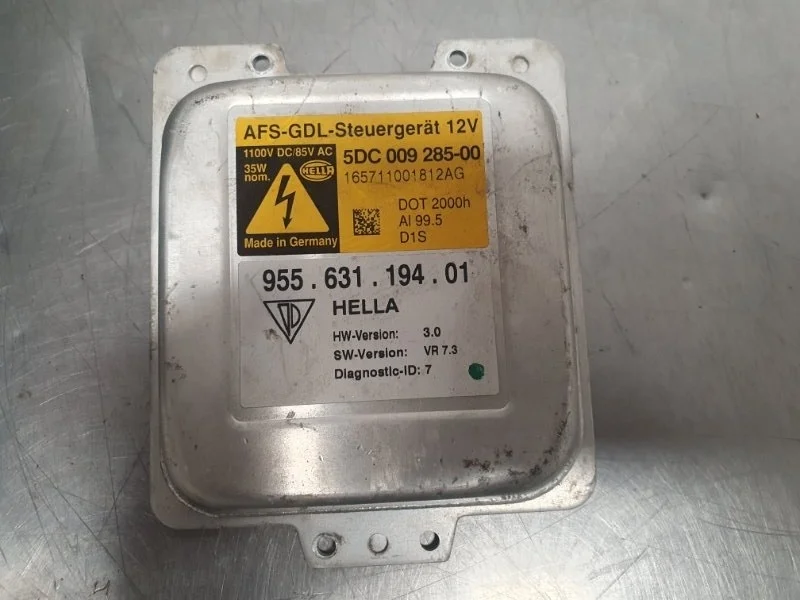 AFS-GDL-Steuergerät 12V
1100V DC/85V AC
35W
nom.
HELLA
Made in Germany
5DC 009 285-00
165711001812AG
DOT 2000h
Al 99.5
D1S
955.631.194.01
HELLA
HW-Version: 3.0
SW-Version: VR 7.3
Diagnostic-ID: 7